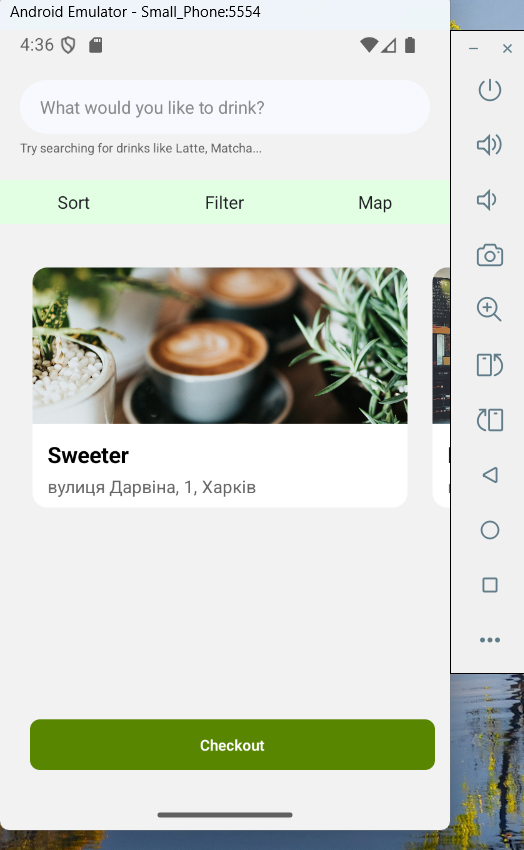 Android Emulator - Small_Phone:5554
4:36
What would you like to drink?
Try searching for drinks like Latte, Matcha...
Sort Filter Map
Sweeter
вулиця Дарвіна, 1, Харків
Checkout